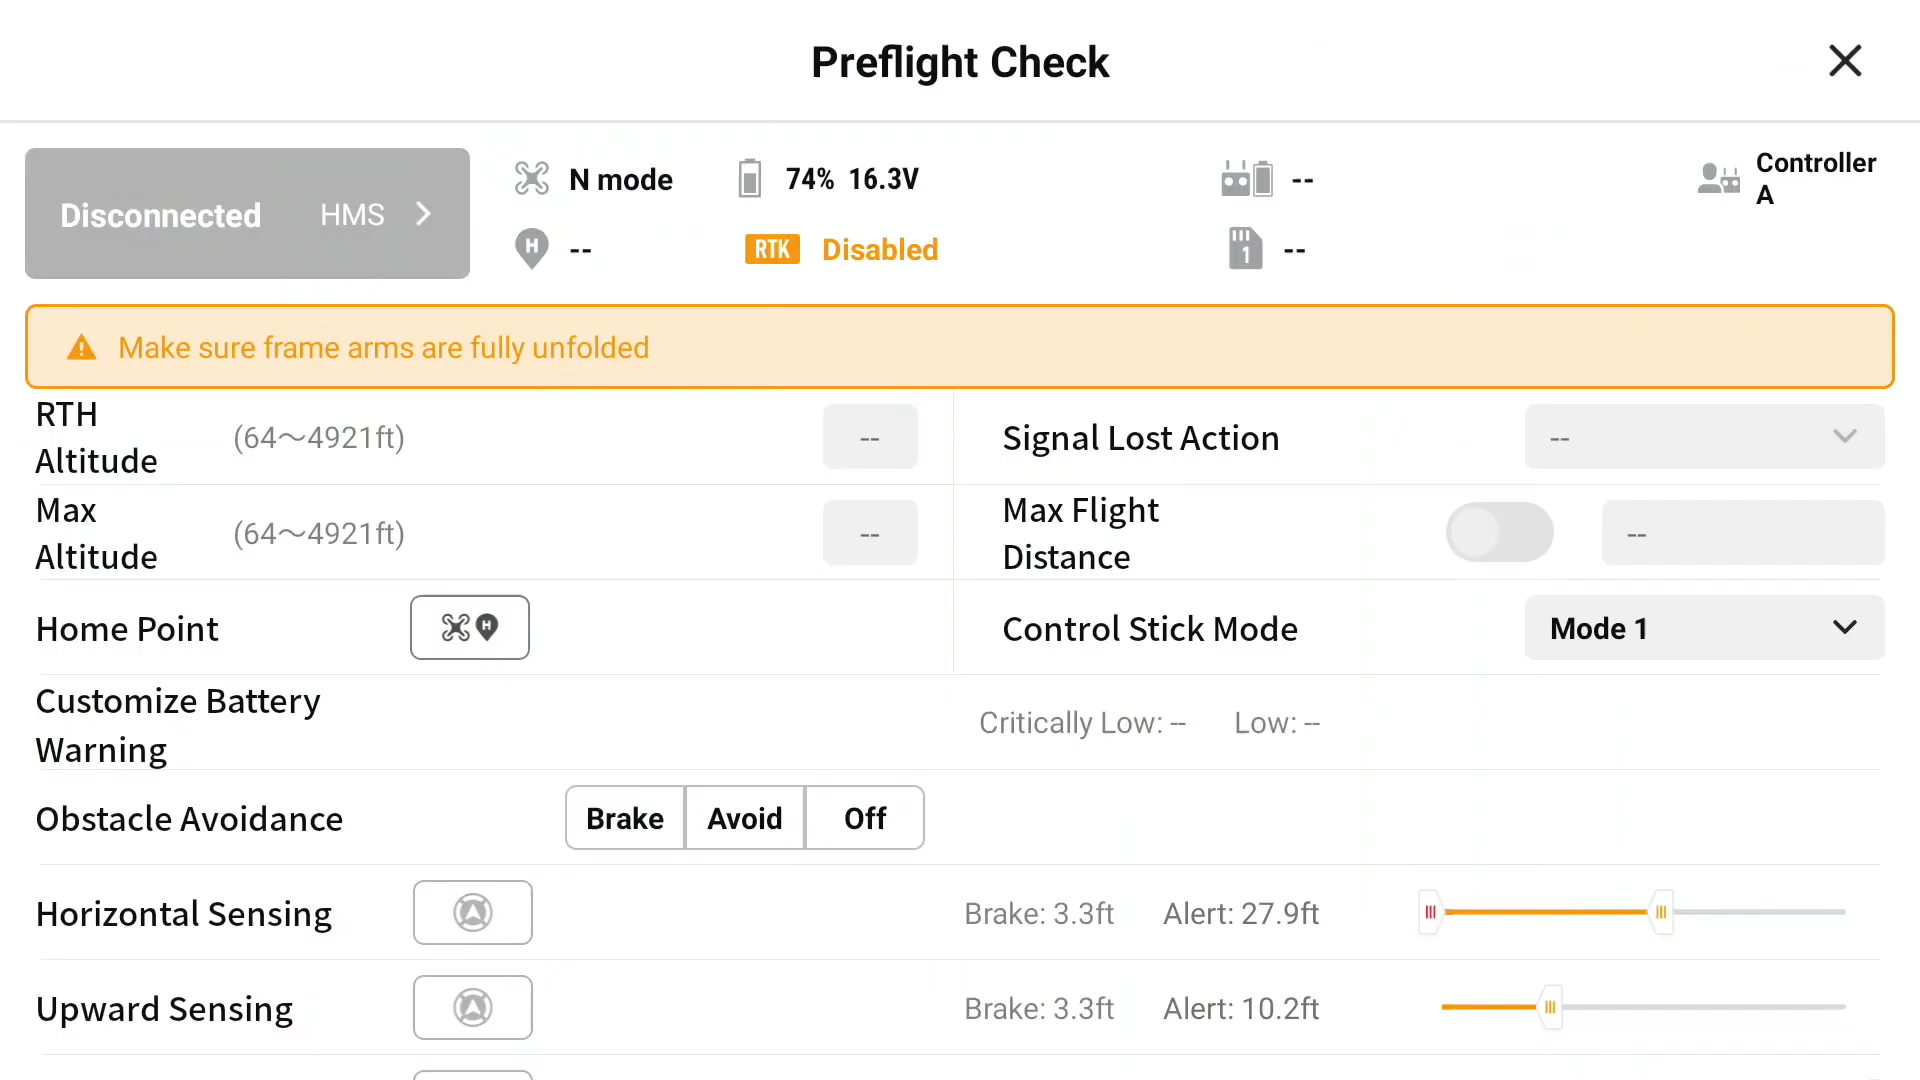 Preflight Check
Disconnected HMS
N mode
74% 16.3V
--
Controller
A
H --
RTK Disabled
1 --
Make sure frame arms are fully unfolded
RTH
Altitude
(64～4921ft)
--
Signal Lost Action
--
Max
Altitude
(64～4921ft)
--
Max Flight
Distance
--
Home Point
H
Control Stick Mode
Mode 1
Customize Battery
Warning
Critically Low: -- Low: --
Obstacle Avoidance
Brake Avoid Off
Horizontal Sensing
Brake: 3.3ft Alert: 27.9ft
Upward Sensing
Brake: 3.3ft Alert: 10.2ft